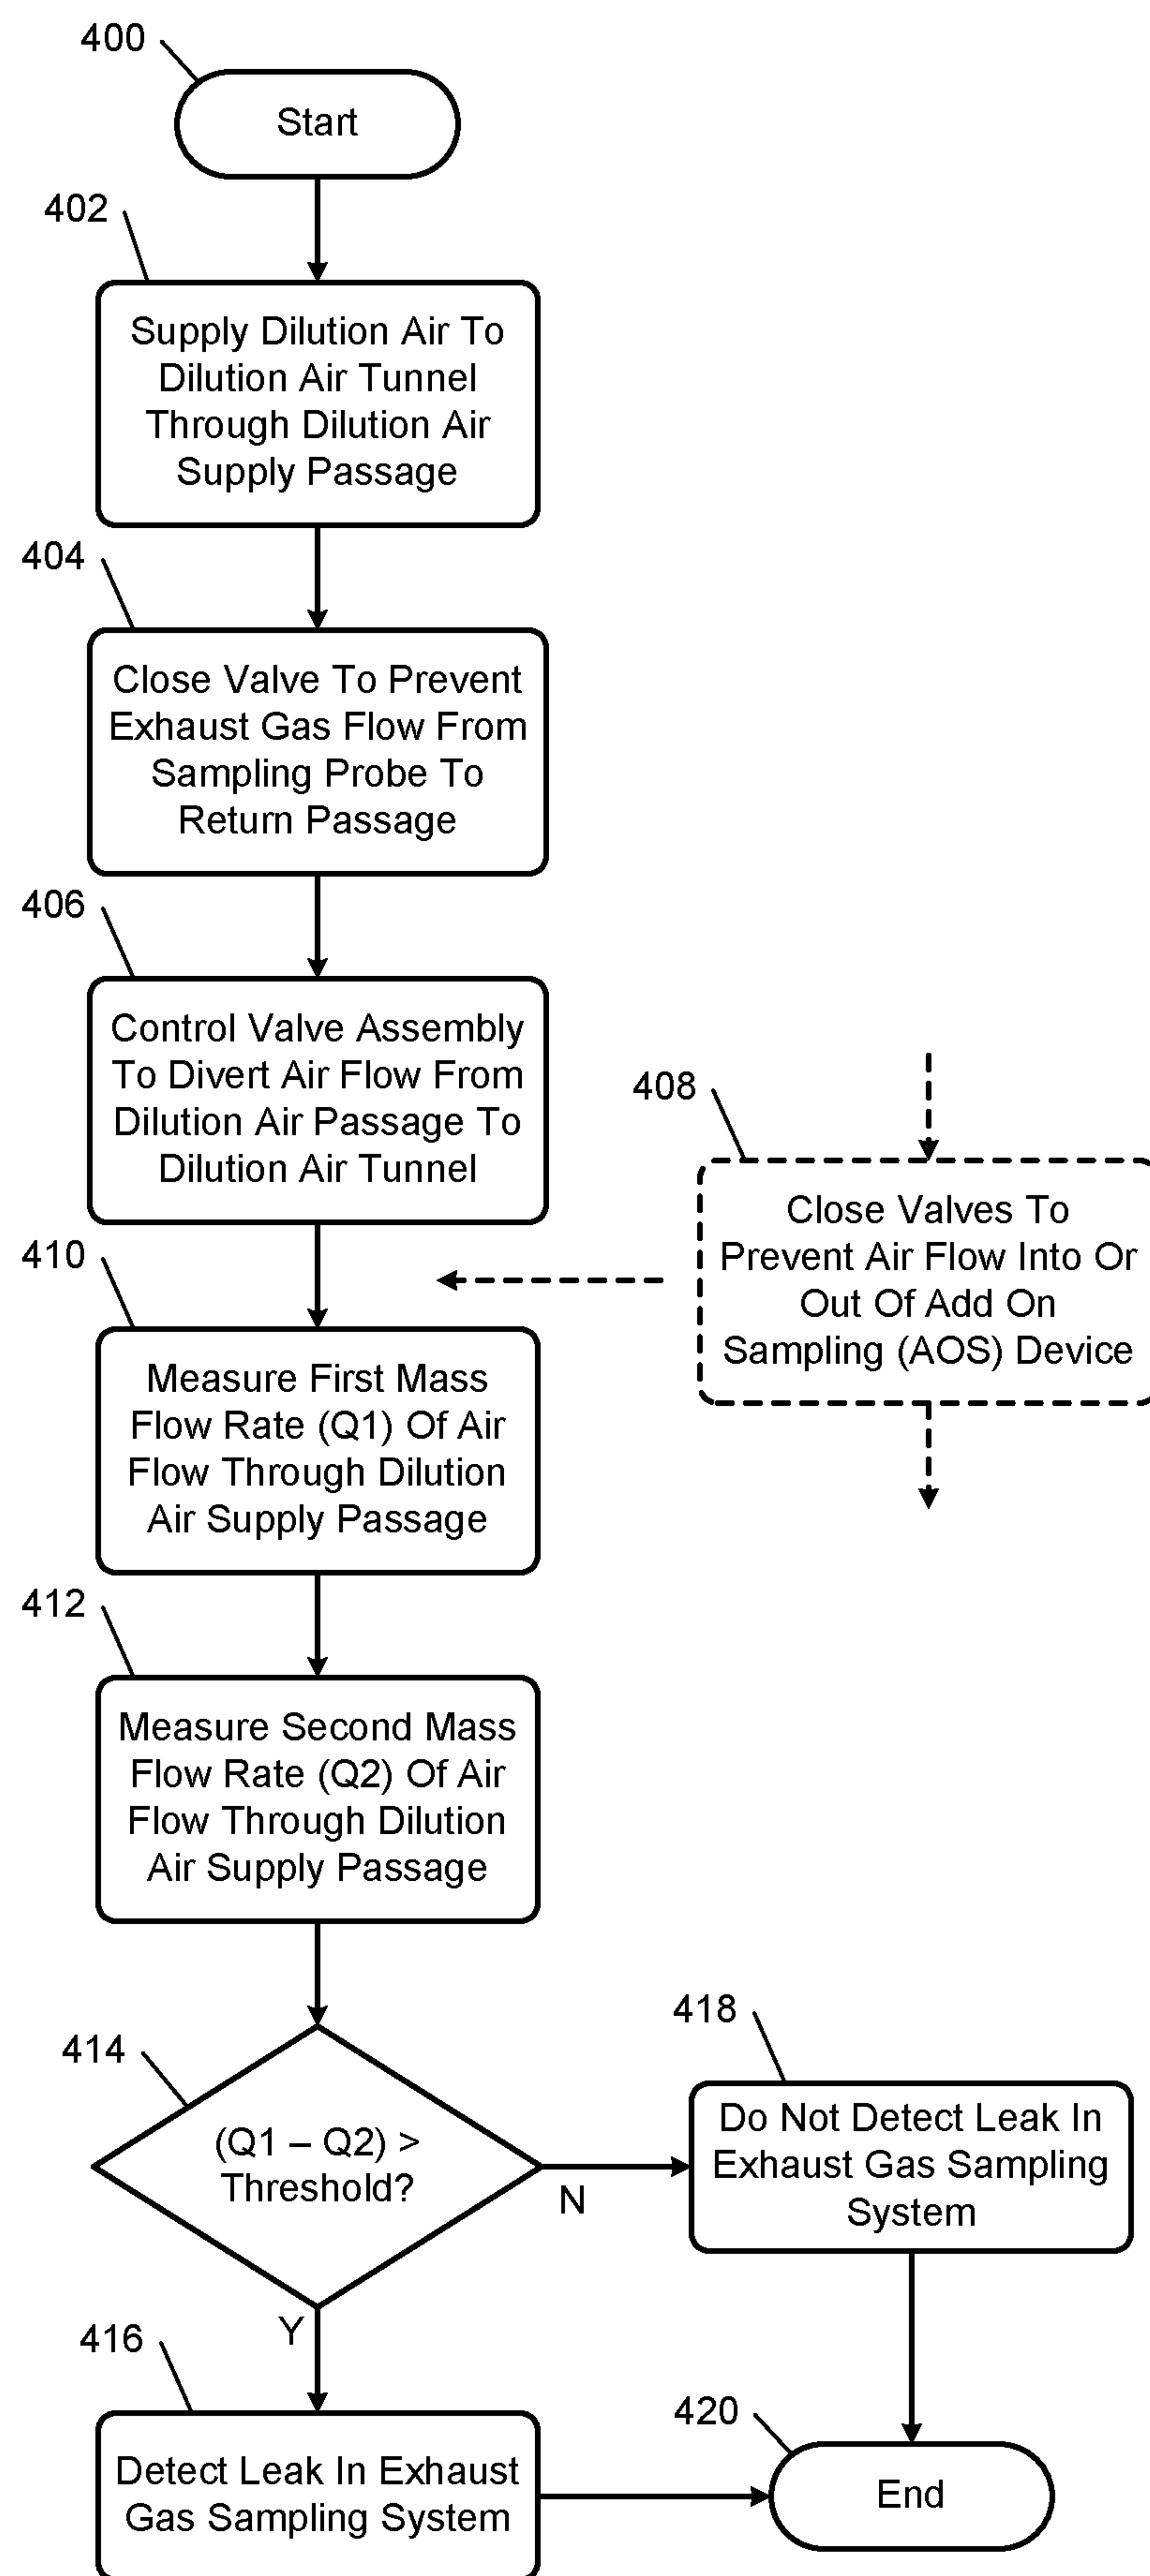 400
Start
402
Supply Dilution Air To
Dilution Air Tunnel
Through Dilution Air
Supply Passage
404
Close Valve To Prevent
Exhaust Gas Flow From
Sampling Probe To
Return Passage
406
Control Valve Assembly
To Divert Air Flow From
Dilution Air Passage To
Dilution Air Tunnel
408
Close Valves To
Prevent Air Flow Into Or
Out Of Add On
Sampling (AOS) Device
410
Measure First Mass
Flow Rate (Q1) Of Air
Flow Through Dilution
Air Supply Passage
412
Measure Second Mass
Flow Rate (Q2) Of Air
Flow Through Dilution
Air Supply Passage
414
(Q1 – Q2) >
Threshold?
N
Y
418
Do Not Detect Leak In
Exhaust Gas Sampling
System
416
Detect Leak In Exhaust
Gas Sampling System
420
End